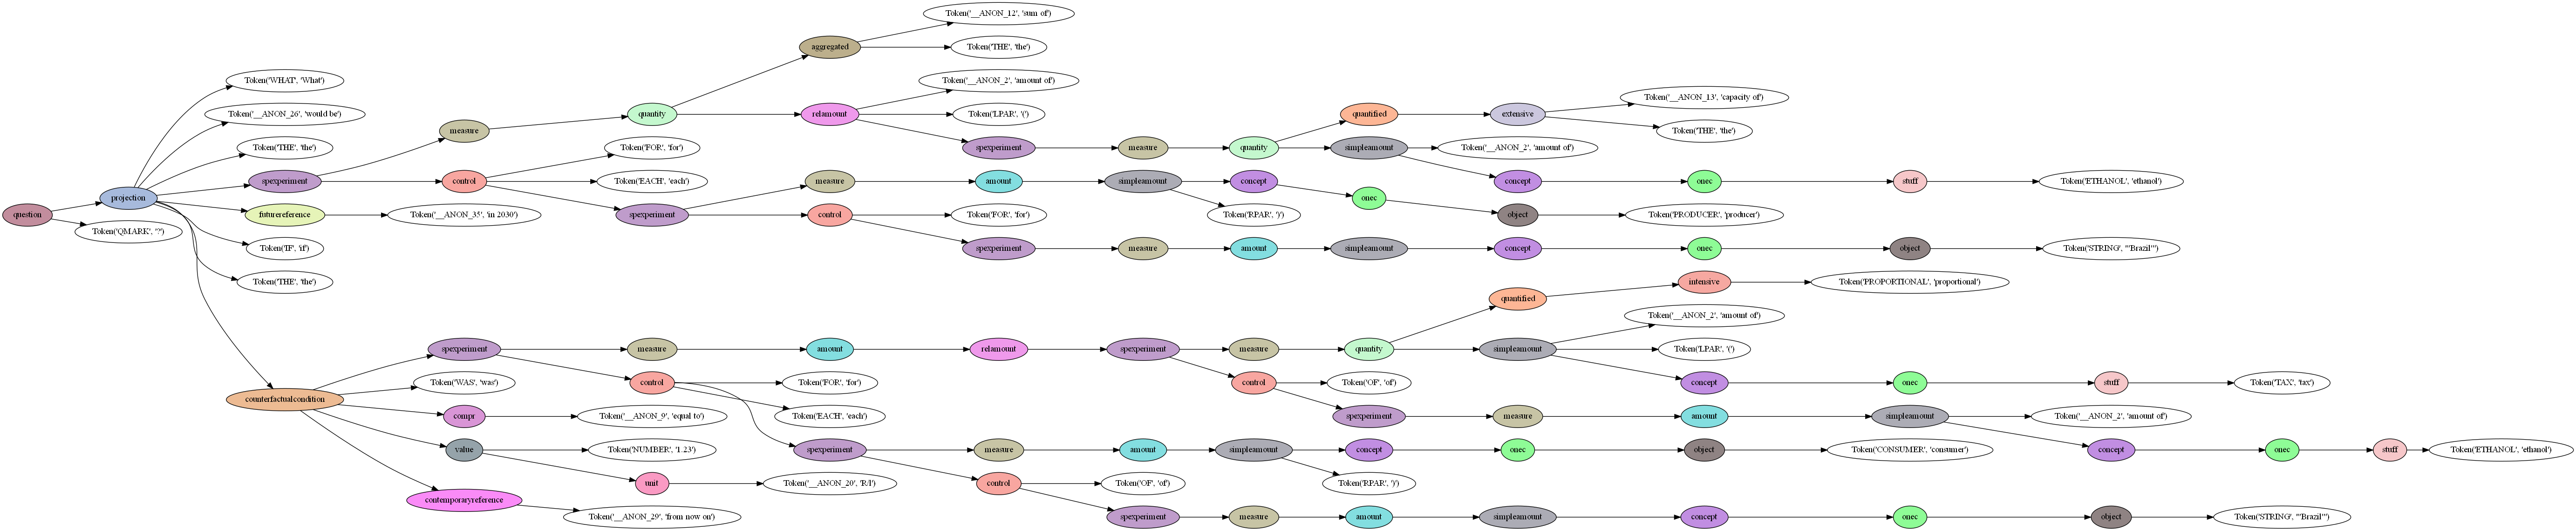 Token('__ANON_12', 'sum of')
aggregated
Token('THE', 'the')
Token('WHAT', 'What')
Token('__ANON_2', 'amount of')
Token('__ANON_13', 'capacity of')
Token('__ANON_26', 'would be')
quantity
relamount
Token('LPAR', '(')
quantified
extensive
measure
Token('THE', 'the')
Token('THE', 'the')
Token('FOR', 'for')
spexperiment
measure
quantity
simpleamount
Token('__ANON_2', 'amount of')
spexperiment
control
Token('EACH', 'each')
measure
amount
simpleamount
concept
concept
onec
stuff
Token('ETHANOL', 'ethanol')
projection
onec
question
futurereference
Token('__ANON_35', 'in 2030')
spexperiment
control
Token('FOR', 'for')
Token('RPAR', ')')
object
Token('PRODUCER', 'producer')
Token('QMARK', '?')
Token('IF', 'if')
spexperiment
measure
amount
simpleamount
concept
onec
object
Token('STRING', '"Brazil"')
Token('THE', 'the')
intensive
Token('PROPORTIONAL', 'proportional')
quantified
Token('__ANON_2', 'amount of')
spexperiment
measure
amount
relamount
spexperiment
measure
quantity
simpleamount
Token('LPAR', '(')
Token('WAS', 'was')
control
Token('FOR', 'for')
control
Token('OF', 'of')
concept
onec
stuff
Token('TAX', 'tax')
counterfactualcondition
compr
Token('__ANON_9', 'equal to')
Token('EACH', 'each')
spexperiment
measure
amount
simpleamount
Token('__ANON_2', 'amount of')
value
Token('NUMBER', '1.23')
spexperiment
measure
amount
simpleamount
concept
onec
object
Token('CONSUMER', 'consumer')
concept
onec
stuff
Token('ETHANOL', 'ethanol')
unit
Token('__ANON_20', 'R/l')
control
Token('OF', 'of')
Token('RPAR', ')')
contemporaryreference
Token('__ANON_29', 'from now on')
spexperiment
measure
amount
simpleamount
concept
onec
object
Token('STRING', '"Brazil"')